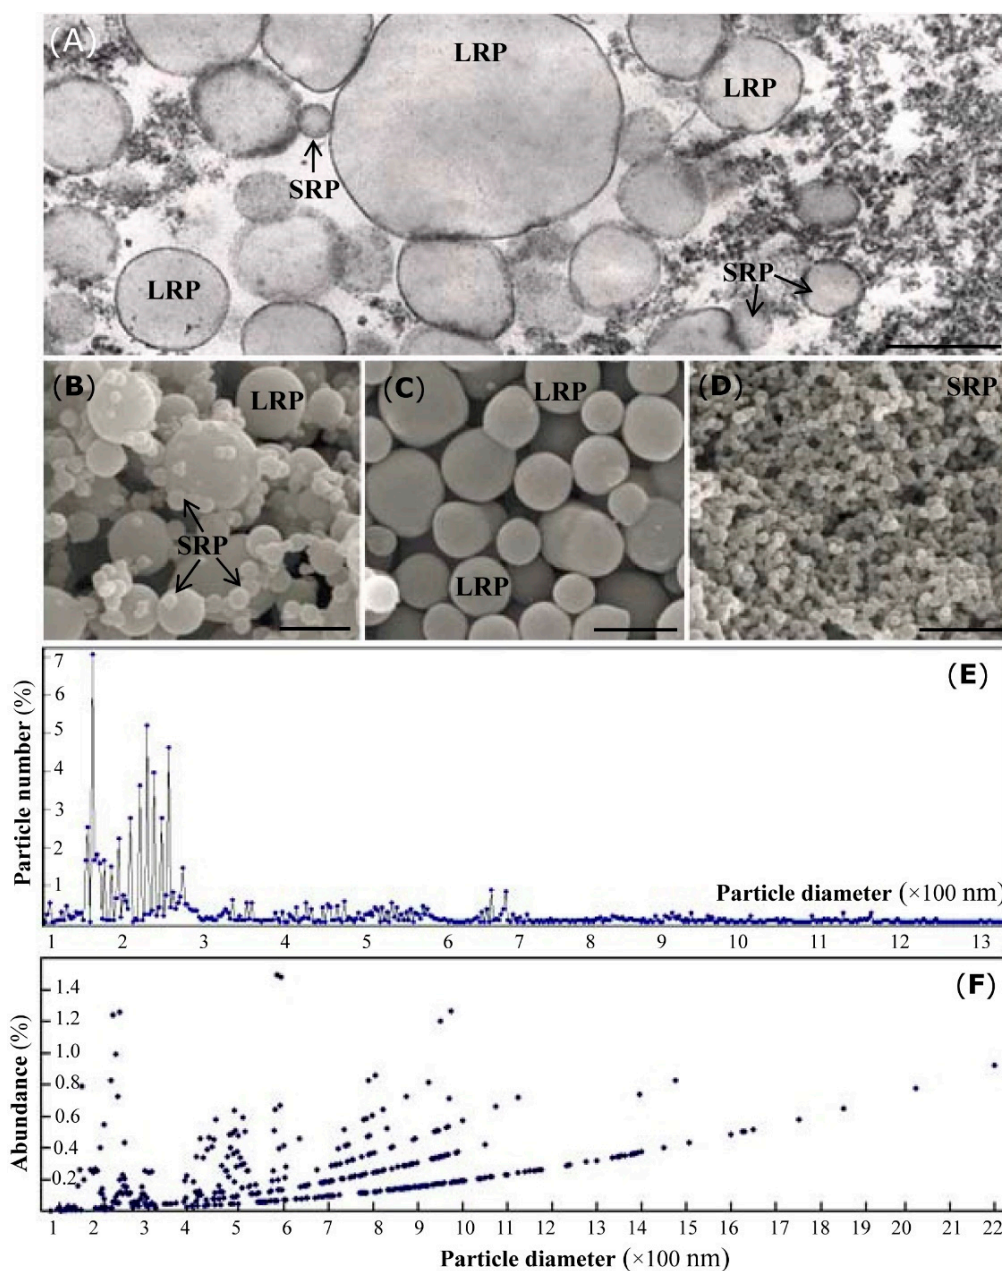 (A)
LRP
LRP
SRP
LRP
SRP
(B)
LRP
SRP
(C)
LRP
LRP
(D)
SRP
(E)
Particle number (%)
7
6
5
4
3
2
1
Particle diameter (×100 nm)
1 2 3 4 5 6 7 8 9 10 11 12 13
(F)
Abundance (%)
1.4
1.2
1.0
0.8
0.6
0.4
0.2
1 2 3 4 5 6 7 8 9 10 11 12 13 14 15 16 17 18 19 20 21 22
Particle diameter (×100 nm)